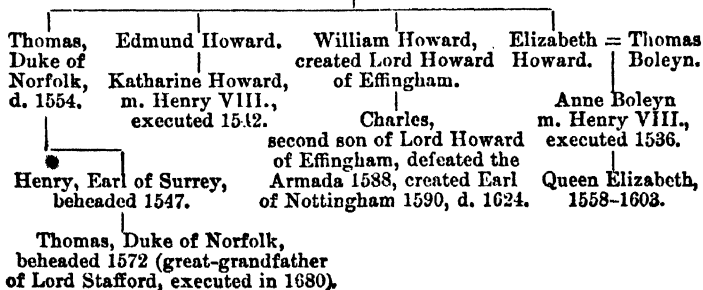 Thomas,
Duke of
Norfolk,
d. 1554.
Edmund Howard.
Katharine Howard,
m. Henry VIII.,
executed 1542.
William Howard,
created Lord Howard
of Effingham.
Charles,
second son of Lord Howard
of Effingham, defeated the
Armada 1588, created Earl
of Nottingham 1590, d. 1624.
Elizabeth = Thomas
Howard. Boleyn.
Anne Boleyn
m. Henry VIII.,
executed 1536.
Queen Elizabeth,
1558-1603.
Henry, Earl of Surrey,
beheaded 1547.
Thomas, Duke of Norfolk,
beheaded 1572 (great-grandfather
of Lord Stafford, executed in 1680).